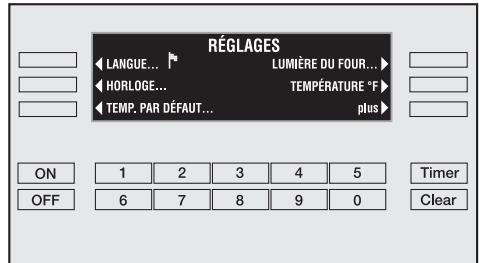 RÉGLAGES
LANGUE... LUMIÈRE DU FOUR...
HORLOGE... TEMPÉRATURE °F
TEMP. PAR DÉFAUT... plus
ON 1 2 3 4 5 Timer
OFF 6 7 8 9 0 Clear